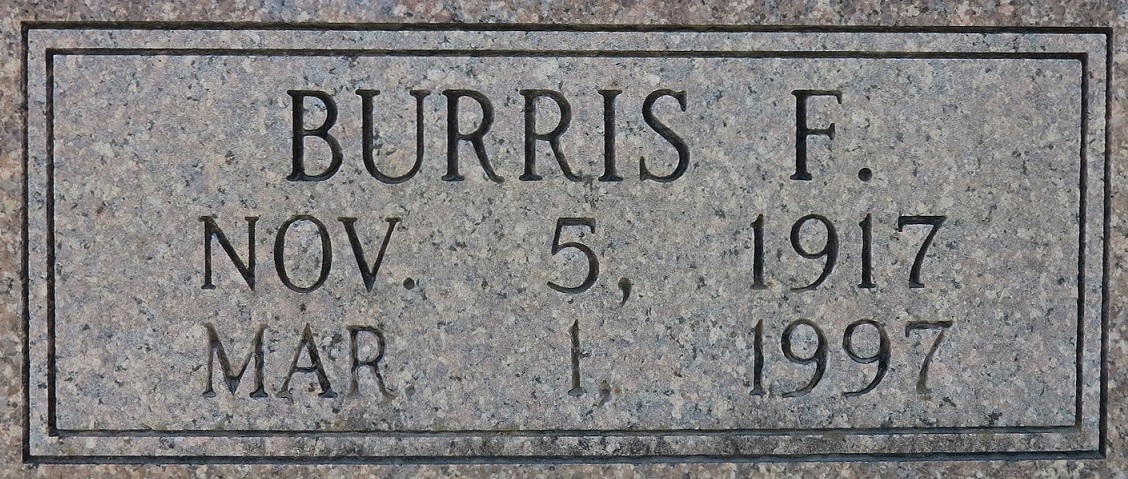 BURRIS F.
NOV. 5, 1917
MAR. 1, 1997